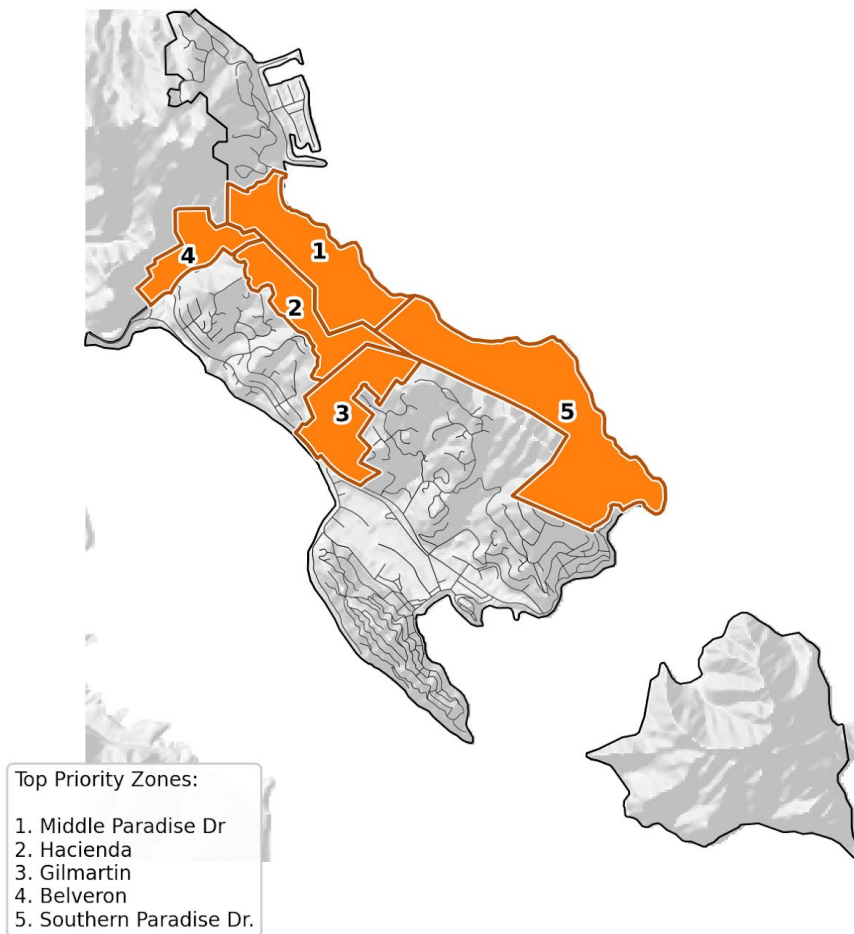 1
4
2
3
5
Top Priority Zones:
1. Middle Paradise Dr
2. Hacienda
3. Gilmartin
4. Belveron
5. Southern Paradise Dr.